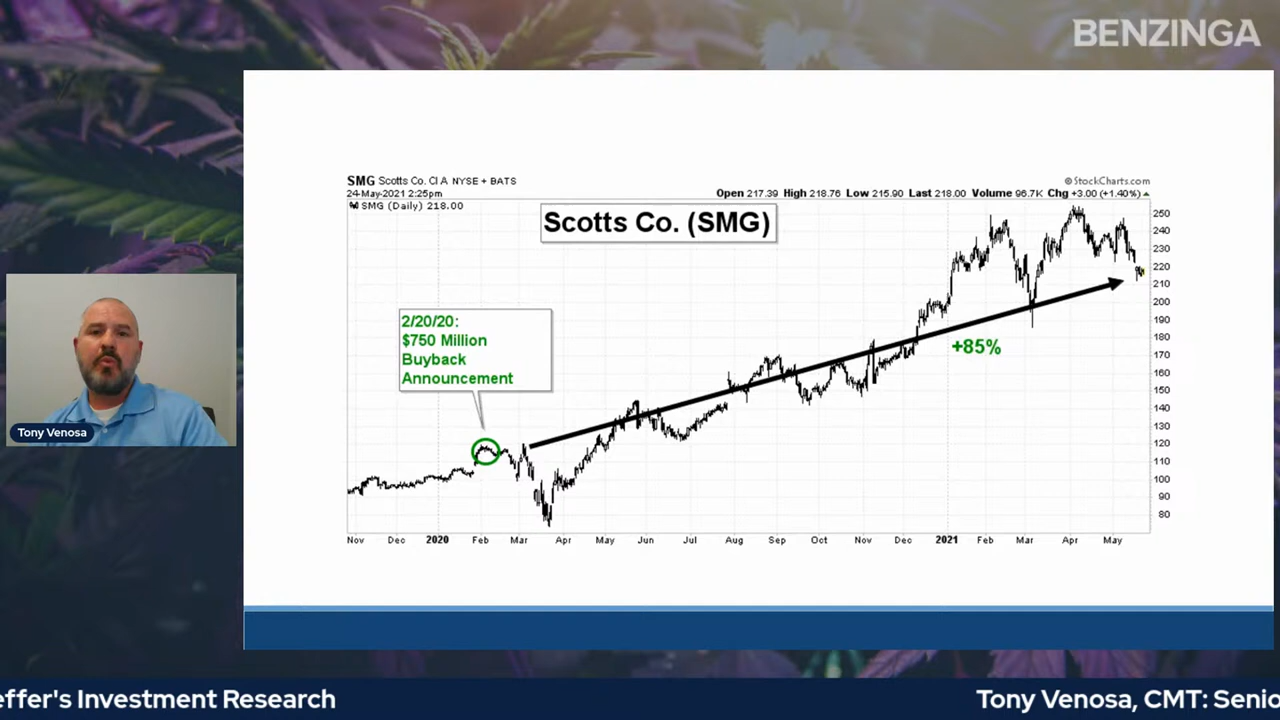 BENZINGA
SMG Scotts Co. Cl A NYSE + BATS
© StockCharts.com
24-May-2021 2:25pm
Open 217.39 High 218.76 Low 215.90 Last 218.00 Volume 96.7K Chg +3.00 (+1.40%)
SMG (Daily) 218.00
Scotts Co. (SMG)
2/20/20:
$750 Million
Buyback
Announcement
+85%
250
240
230
220
210
200
190
180
170
160
150
140
130
120
110
100
90
80
Nov Dec 2020 Feb Mar Apr May Jun Jul Aug Sep Oct Nov Dec 2021 Feb Mar Apr May
Tony Venosa
effer's Investment Research
Tony Venosa, CMT: Senio